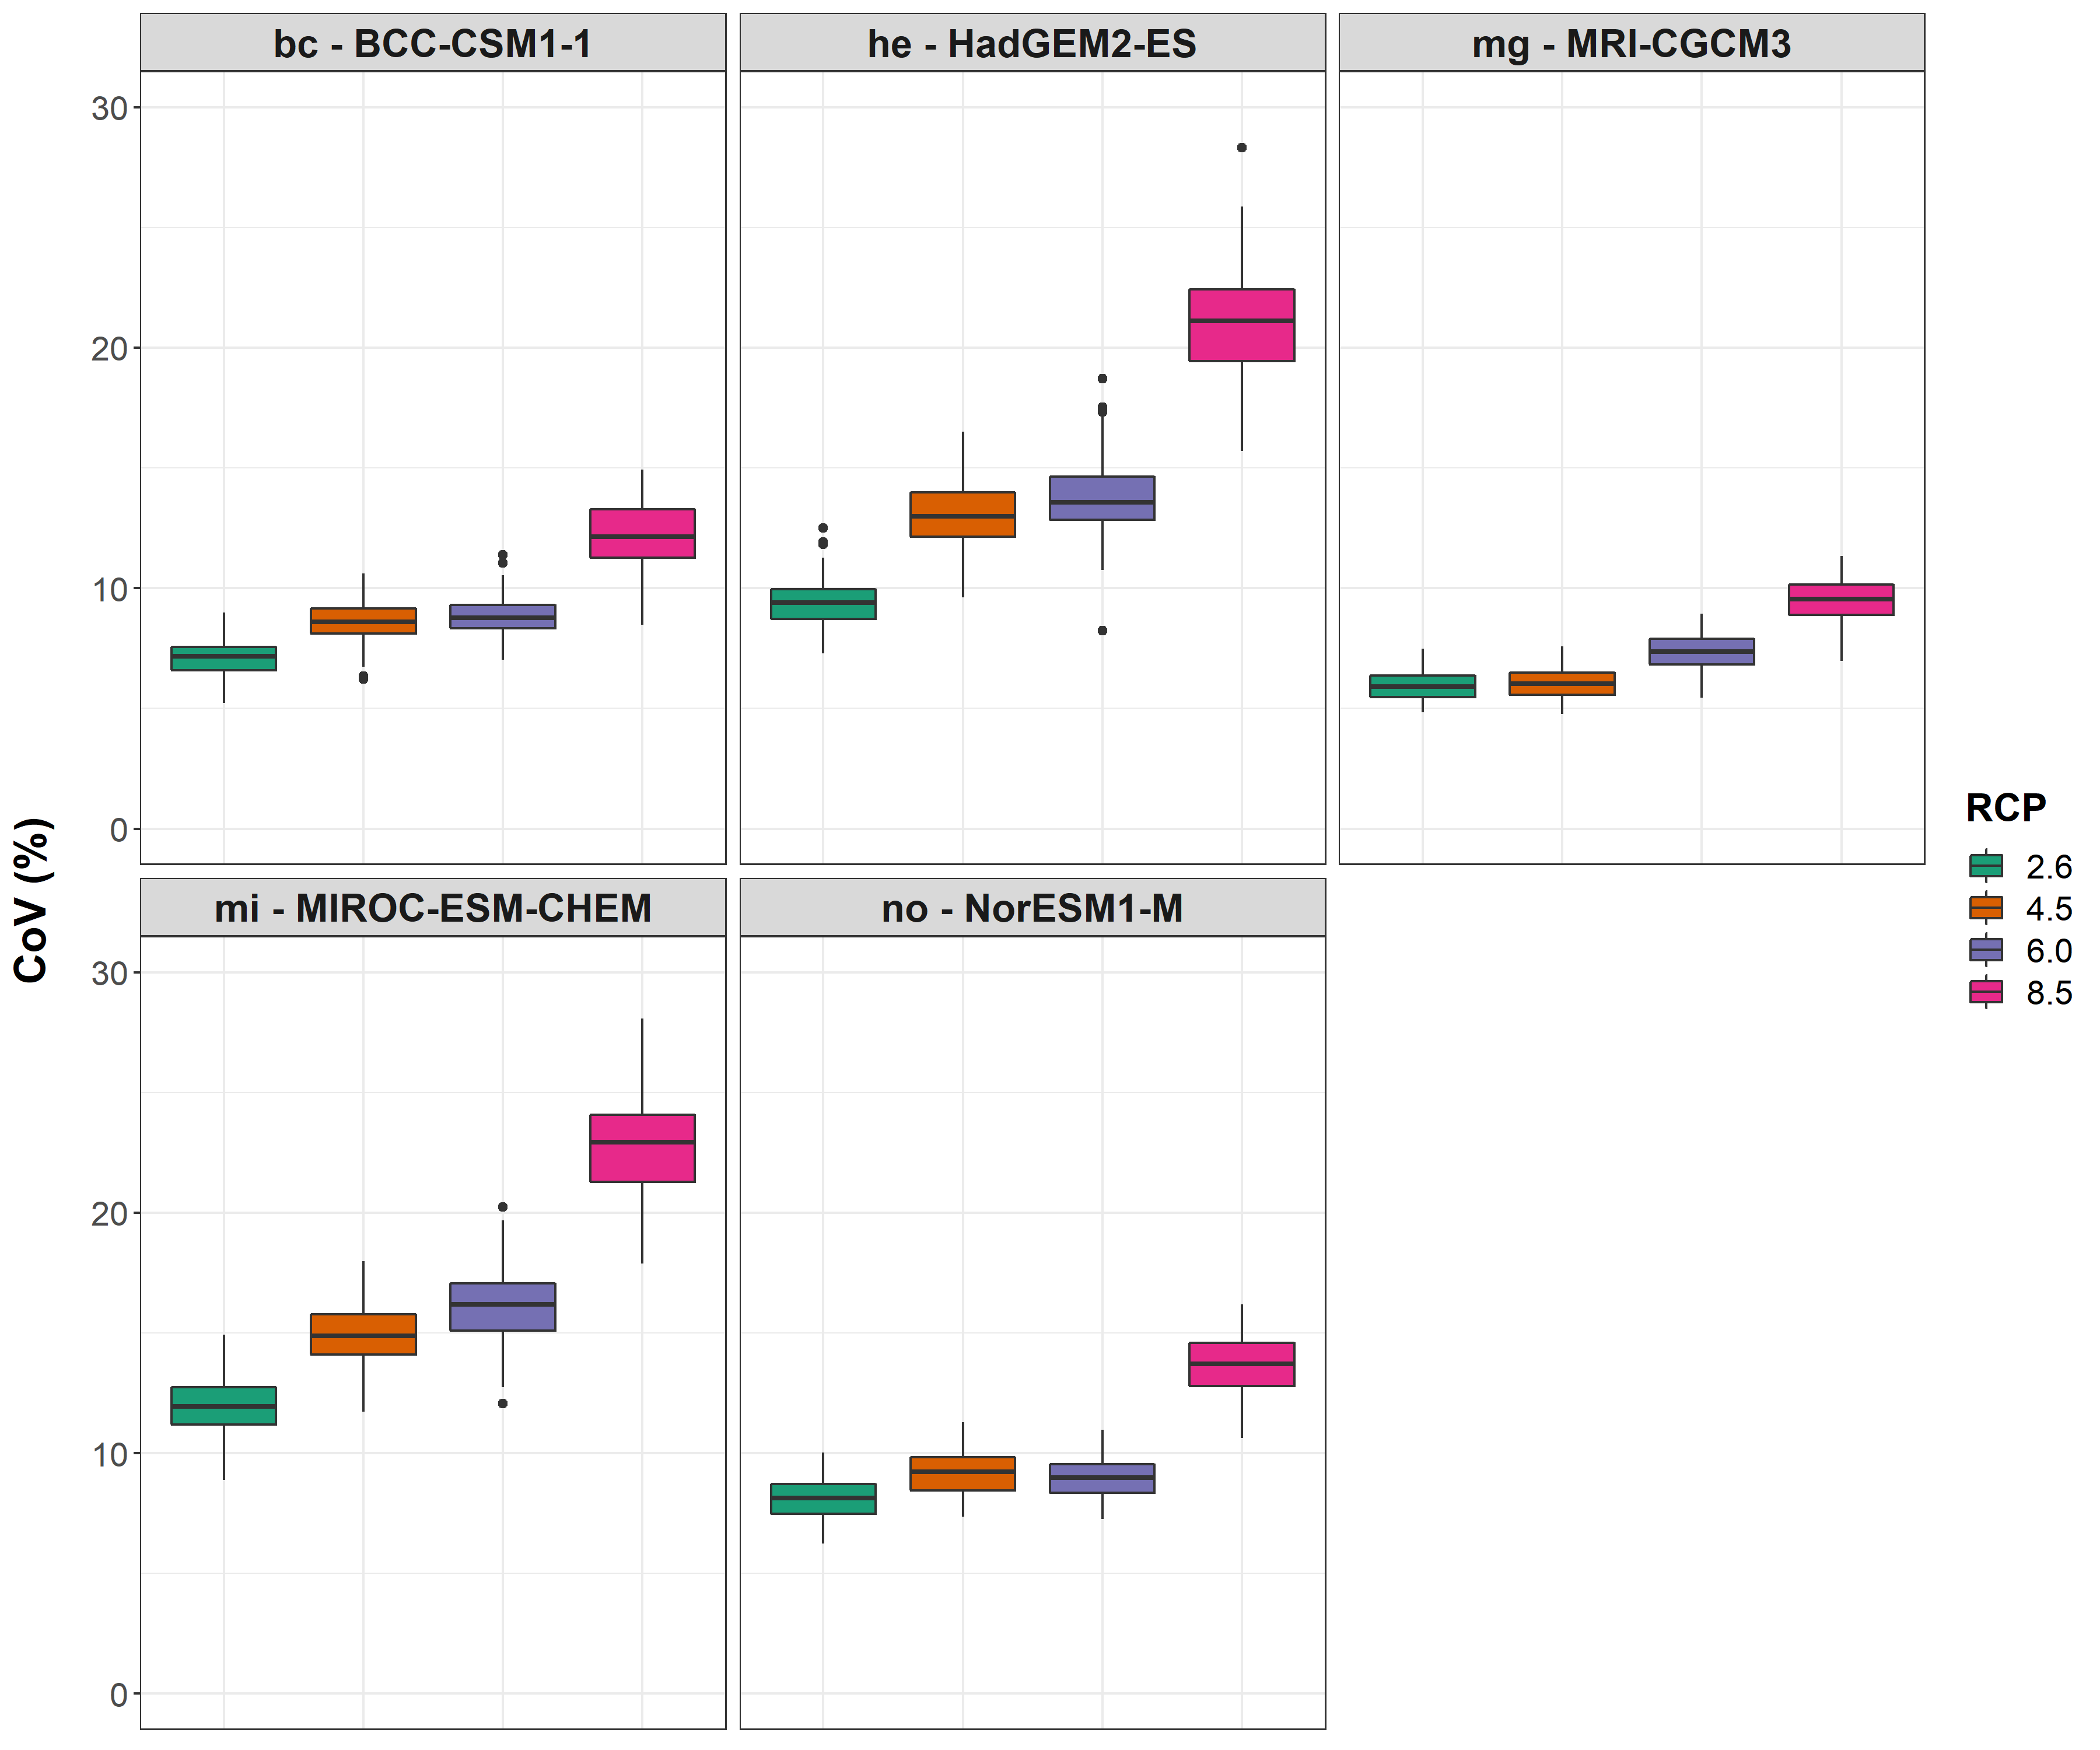 bc - BCC-CSM1-1
he - HadGEM2-ES
mg - MRI-CGCM3
30
20
10
0
mi - MIROC-ESM-CHEM
no - NorESM1-M
30
20
10
0
CoV (%)
RCP
2.6
4.5
6.0
8.5